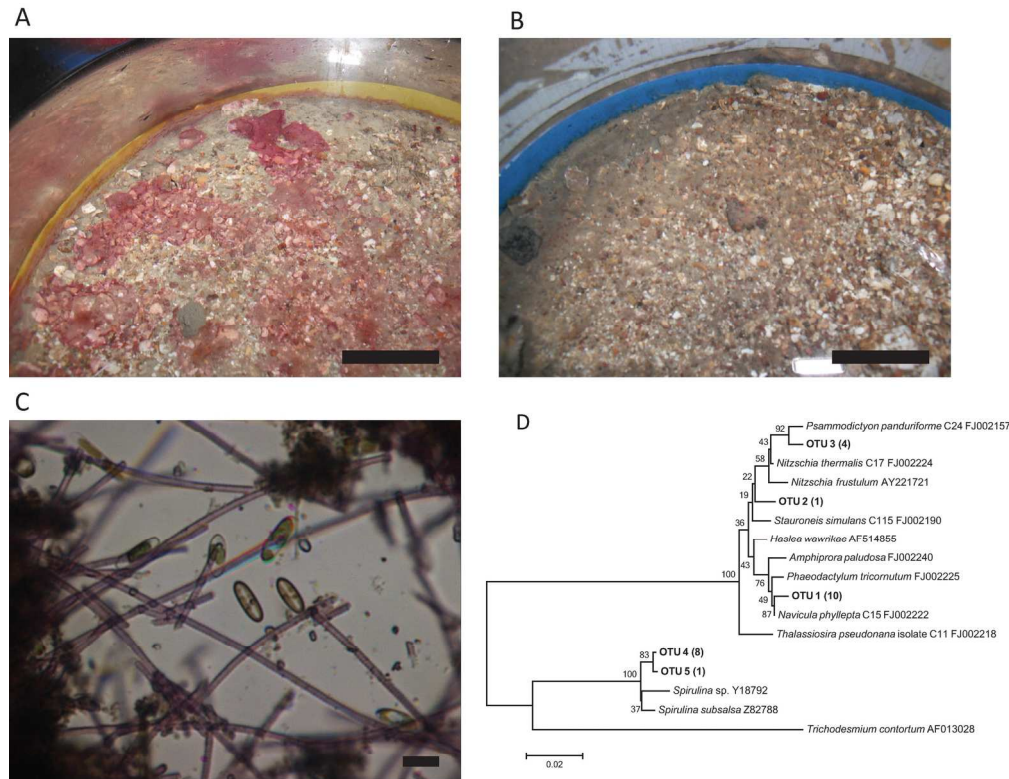 A
B
C
D
Psammodictyon panduriforme C24 FJ002157
92
OTU 3 (4)
43
58
Nitzschia thermalis C17 FJ002224
22
Nitzschia frustulum AY221721
19
OTU 2 (1)
36
Stauroneis simulans C115 FJ002190
Haslea wawrikae AF514855
43
Amphiprora paludosa FJ002240
100
76
Phaeodactylum tricornutum FJ002225
49
OTU 1 (10)
87
Navicula phyllepta C15 FJ002222
Thalassiosira pseudonana isolate C11 FJ002218
83
OTU 4 (8)
100
OTU 5 (1)
Spirulina sp. Y18792
37
Spirulina subsalsa Z82788
Trichodesmium contortum AF013028
0.02